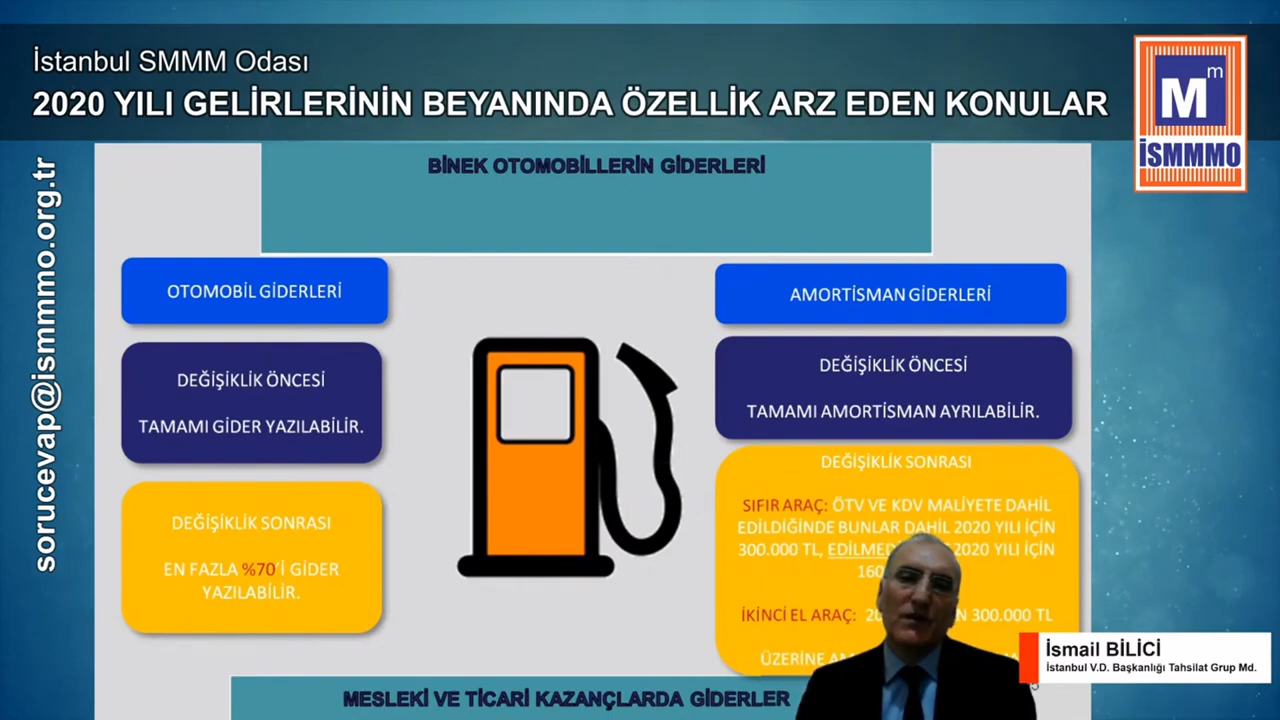 İstanbul SMMM Odası
2020 YILI GELİRLERİNİN BEYANINDA ÖZELLİK ARZ EDEN KONULAR
M
m
İSMMMO
sorucevap@ismmmo.org.tr
BİNEK OTOMOBİLLERİN GİDERLERİ
OTOMOBİL GİDERLERİ
DEĞİŞİKLİK ÖNCESİ
TAMAMI GİDER YAZILABİLİR.
DEĞİŞİKLİK SONRASI
EN FAZLA %70'İ GİDER
YAZILABİLİR.
AMORTİSMAN GİDERLERİ
DEĞİŞİKLİK ÖNCESİ
TAMAMI AMORTİSMAN AYRILABİLİR.
DEĞİŞİKLİK SONRASI
SIFIR ARAÇ: ÖTV VE KDV MALİYETE DAHİL
EDİLDİĞİNDE BUNLAR DAHİL 2020 YILI İÇİN
300.000 TL, 2020 YILI İÇİN
İKİNCİ EL ARAÇ: 300.000 TL
ÜZERİNE
MESLEKİ VE TİCARİ KAZANÇLARDA GİDERLER
İsmail BİLİCİ
İstanbul V.D. Başkanlığı Tahsilat Grup Md.